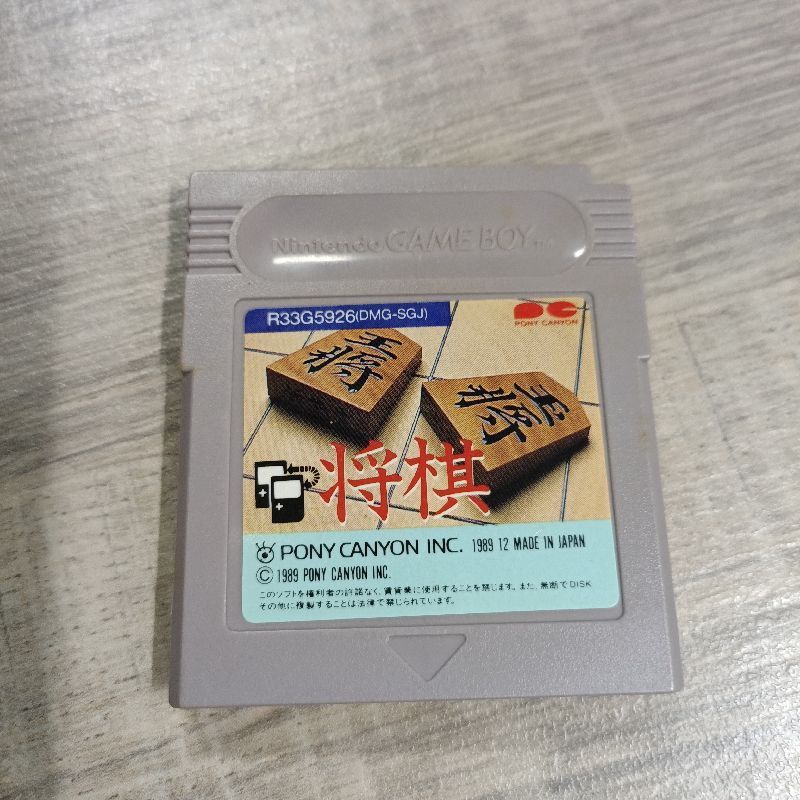 Nintendo GAME BOY TM
R33G5926(DMG-SGJ)
PONY CANYON
王将
玉将
将棋
PONY CANYON INC. 1989 12 MADE IN JAPAN
© 1989 PONY CANYON INC.
このソフトを権利者の許諾なく、賃貸業に使用することを禁じます。また、無断でDISK
その他に複製することは法律で禁じられています。